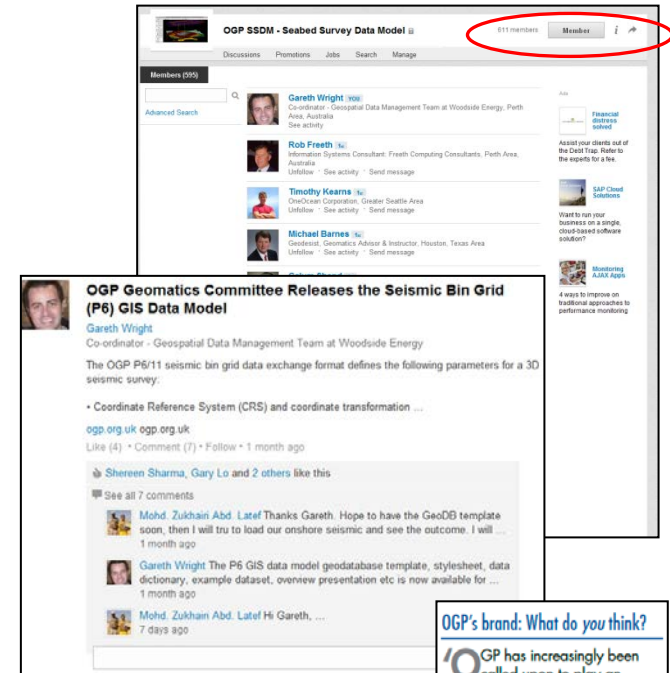 OGP SSDM - Seabed Survey Data Model
611 members
Member
Discussions Promotions Jobs Search Manage
Members (595)
Advanced Search
Gareth Wright YOU
Co-ordinator - Geospatial Data Management Team at Woodside Energy, Perth
Area, Australia
See activity
Rob Freeth 1st
Information Systems Consultant: Freeth Computing Consultants, Perth Area,
Australia
Unfollow · See activity · Send message
Timothy Kearns 1st
OneOcean Corporation, Greater Seattle Area
Unfollow · See activity · Send message
Michael Barnes 1st
Geodesist, Geomatics Advisor & Instructor, Houston, Texas Area
Unfollow · See activity · Send message
Ads
Financial
distress
solved
Assist your clients out of
the Debt Trap. Refer to
the experts for a fee.
SAP Cloud
Solutions
Want to run your
business on a single,
cloud-based software
solution?
Monitoring
AJAX Apps
4 ways to improve on
traditional approaches to
performance monitoring
OGP Geomatics Committee Releases the Seismic Bin Grid
(P6) GIS Data Model
Gareth Wright
Co-ordinator - Geospatial Data Management Team at Woodside Energy
The OGP P6/11 seismic bin grid data exchange format defines the following parameters for a 3D
seismic survey:
• Coordinate Reference System (CRS) and coordinate transformation ...
ogp.org.uk ogp.org.uk
Like (4) • Comment (7) • Follow • 1 month ago
Shereen Sharma, Gary Lo and 2 others like this
See all 7 comments
Mohd. Zukhairi Abd. Latef Thanks Gareth. Hope to have the GeoDB template
soon, then I will tru to load our onshore seismic and see the outcome. I will ...
1 month ago
Gareth Wright The P6 GIS data model geodatabase template, stylesheet, data
dictionary, example dataset, overview presentation etc is now available for ...
1 month ago
Mohd. Zukhairi Abd. Latef Hi Gareth, ...
7 days ago
OGP's brand: What do you think?
'OGP has increasingly been
called upon to play an